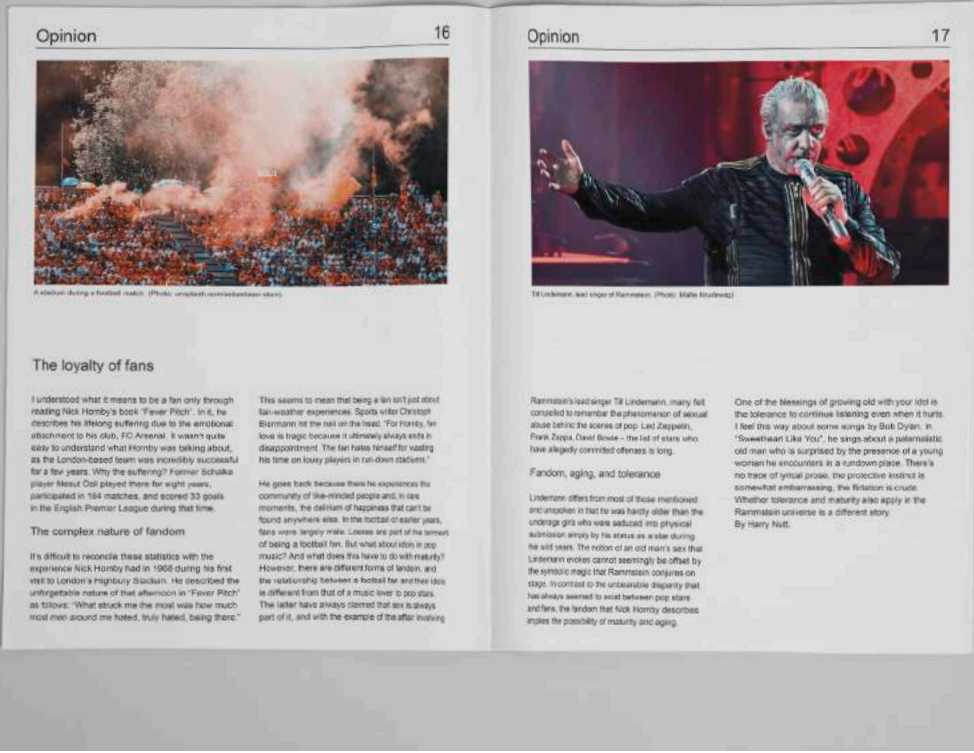 Opinion
16
A stadium during a football match. (Photo: unsplash.com/sebastiaan-stam)
The loyalty of fans
I understood what it means to be a fan only through
reading Nick Hornby's book "Fever Pitch". In it, he
describes his lifelong suffering due to the emotional
attachment to his club, FC Arsenal. It wasn't quite
easy to understand what Hornby was talking about,
as the London-based team was incredibly successful
for a few years. Why the suffering? Former Schalke
player Mesut Özil played there for eight years,
participated in 184 matches, and scored 33 goals
in the English Premier League during that time.
The complex nature of fandom
It's difficult to reconcile these statistics with the
experience Nick Hornby had in 1968 during his first
visit to London's Highbury Stadium. He described the
unforgettable nature of that afternoon in "Fever Pitch"
as follows: "What struck me the most was how much
most men around me hated, truly hated, being there."
This seems to mean that being a fan isn't just about
fair-weather experiences. Sports writer Christoph
Biermann hit the nail on the head. "For Hornby, fan
love is tragic because it ultimately always ends in
disappointment. The fan hates himself for wasting
his time on lousy players in run-down stadiums."
He goes back because there he experiences the
community of like-minded people and, in rare
moments, the delirium of happiness that can't be
found anywhere else. In the football of earlier years,
fans were largely male. Losses are part of the torment
of being a football fan. But what about idols in pop
music? And what does this have to do with maturity?
However, there are different forms of fandom, and
the relationship between a football fan and their idols
is different from that of a music lover to pop stars.
The latter have always claimed that sex is always
part of it, and with the example of the affair involving
Opinion
17
Till Lindemann, lead singer of Rammstein. (Photo: Malte Krudewig)
Rammstein's lead singer Till Lindemann, many felt
compelled to remember the phenomenon of sexual
abuse behind the scenes of pop. Led Zeppelin,
Frank Zappa, David Bowie – the list of stars who
have allegedly committed offenses is long.
Fandom, aging, and tolerance
Lindemann differs from most of those mentioned
and unspoken in that he was hardly older than the
underage girls who were seduced into physical
submission simply by his status as a star during
his wild years. The notion of an old men's sex that
Lindemann evokes cannot seemingly be offset by
the symbolic magic that Rammstein conjures on
stage. In contrast to the unbearable disparity that
has always seemed to exist between pop stars
and fans, the fandom that Nick Hornby describes
implies the possibility of maturity and aging.
One of the blessings of growing old with your idol is
the tolerance to continue listening even when it hurts.
I feel this way about some songs by Bob Dylan. In
"Sweetheart Like You", he sings about a paternalistic
old man who is surprised by the presence of a young
woman he encounters in a rundown place. There's
no trace of lyrical prose, the protective instinct is
somewhat embarrassing, the flirtation is crude.
Whether tolerance and maturity also apply in the
Rammstein universe is a different story.
By Harry Nutt.